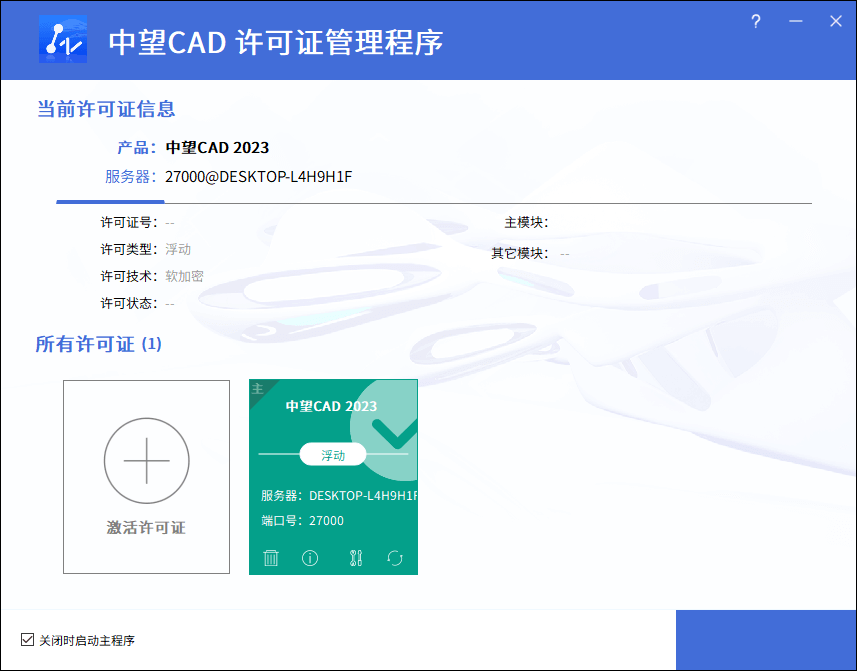 中望CAD 许可证管理程序
当前许可证信息
产品：中望CAD 2023
服务器：27000@DESKTOP-L4H9H1F
许可证号：--
主模块：
许可类型：浮动
其它模块：--
许可技术：软加密
许可状态：--
所有许可证 (1)
主
中望CAD 2023
浮动
服务器：DESKTOP-L4H9H1F
端口号：27000
激活许可证
关闭时启动主程序